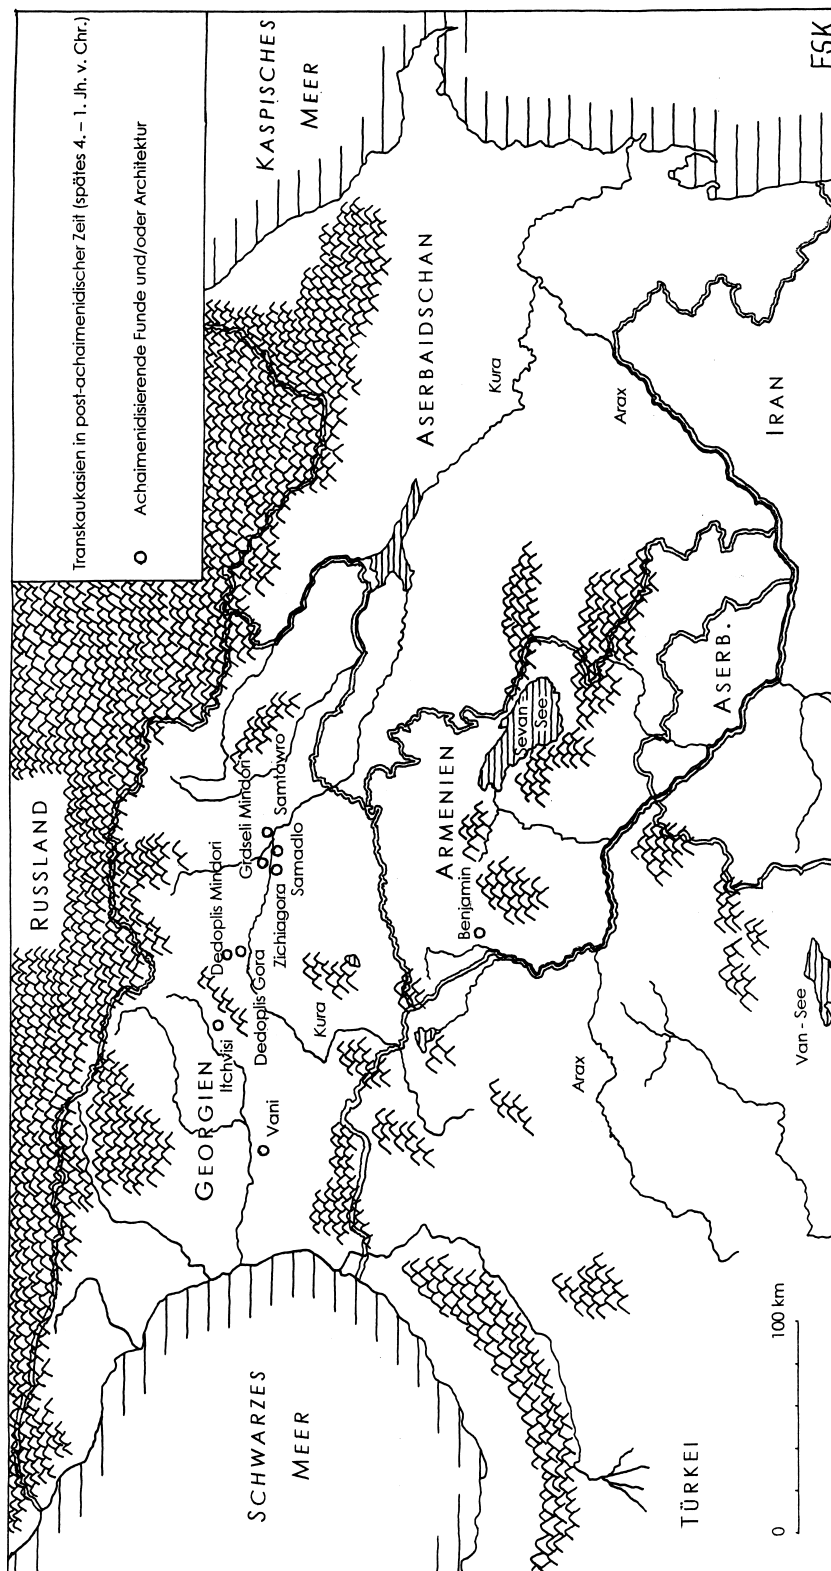 Transkaukasien in post-achaimenidischer Zeit (spätes 4. – 1. Jh. v. Chr.)
Achaimenidisierende Funde und/oder Architektur
RUSSLAND
KASPISCHES
MEER
SCHWARZES
MEER
GEORGIEN
Itchvisi
Vani
Dedoplis Mindori
Dedoplis Gora
Grdseli Mindori
Samtawro
Zichiagora
Samadlo
Kura
ARMENIEN
Benjamin
Sevan-
See
ASERBAIDSCHAN
Kura
Arax
IRAN
ASERB.
Arax
Van - See
TÜRKEI
0
100 km
FSK